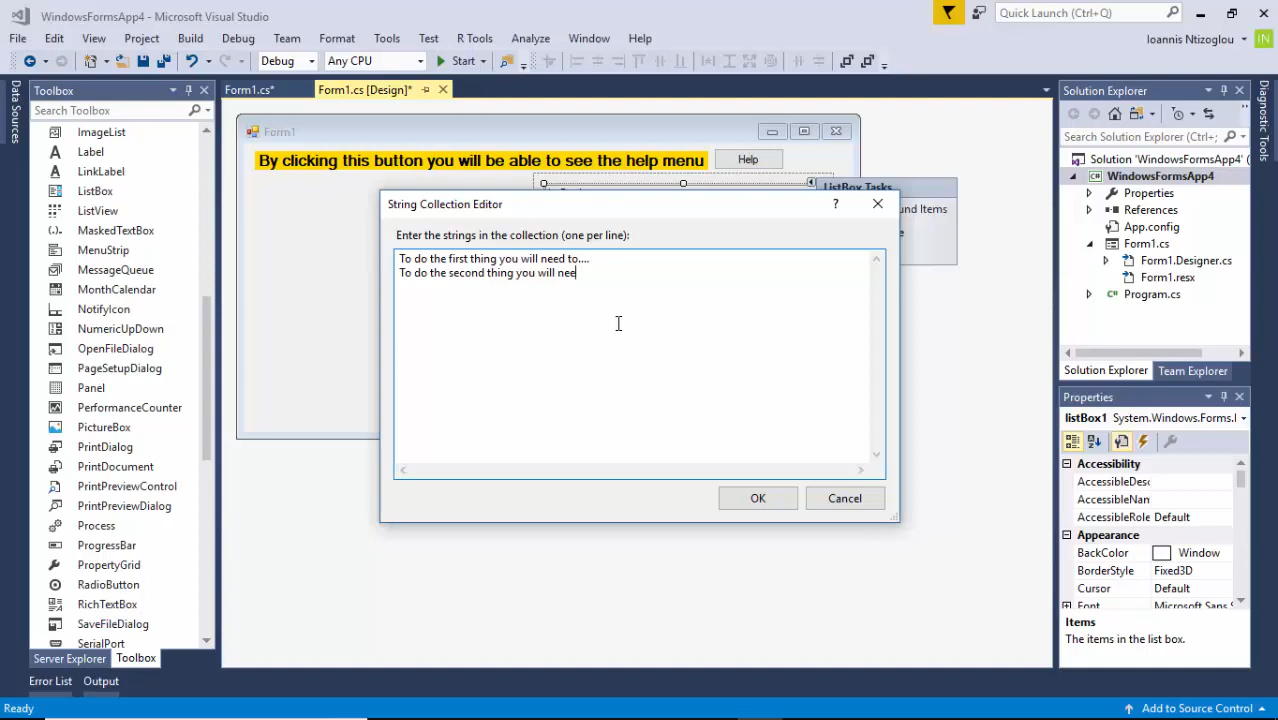 WindowsFormsApp4 - Microsoft Visual Studio
Quick Launch (Ctrl+Q)
File Edit View Project Build Debug Team Format Tools Test R Tools Analyze Window Help
Ioannis Ntizoglou IN
Debug Any CPU Start
Data Sources
Toolbox
Search Toolbox
ImageList
Label
LinkLabel
ListBox
ListView
MaskedTextBox
MenuStrip
MessageQueue
MonthCalendar
NotifyIcon
NumericUpDown
OpenFileDialog
PageSetupDialog
Panel
PerformanceCounter
PictureBox
PrintDialog
PrintDocument
PrintPreviewControl
PrintPreviewDialog
Process
ProgressBar
PropertyGrid
RadioButton
RichTextBox
SaveFileDialog
SerialPort
Server Explorer Toolbox
Error List Output
Form1.cs* Form1.cs [Design]*
Form1
By clicking this button you will be able to see the help menu Help
ListBox Tasks
und Items
String Collection Editor
?
Enter the strings in the collection (one per line):
To do the first thing you will need to....
To do the second thing you will nee
OK Cancel
Solution Explorer
Search Solution Explorer (Ctrl+;
Solution 'WindowsFormsApp4'
WindowsFormsApp4
Properties
References
App.config
Form1.cs
Form1.Designer.cs
Form1.resx
Program.cs
Solution Explorer Team Explorer
Properties
listBox1 System.Windows.Forms.
Accessibility
AccessibleDesc
AccessibleNan
AccessibleRole Default
Appearance
BackColor Window
BorderStyle Fixed3D
Cursor Default
Font Microsoft Sans S
Items
The items in the list box.
Diagnostic Tools
Ready
Add to Source Control